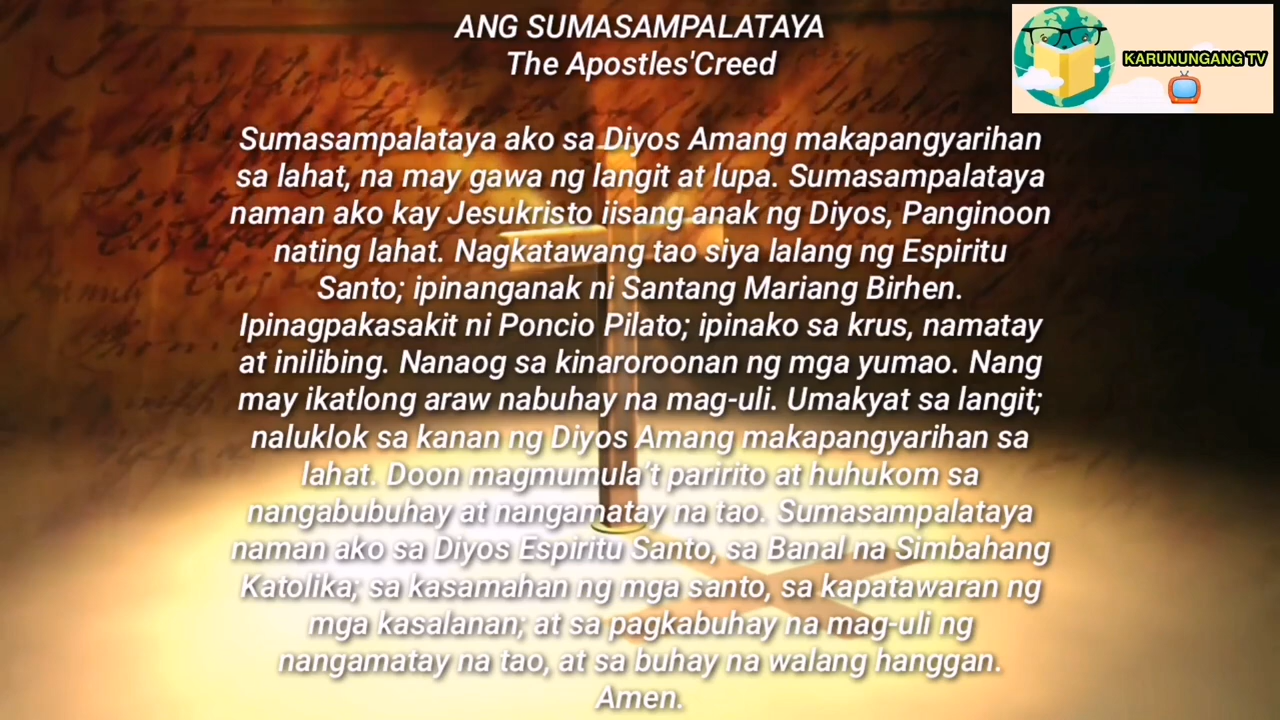 ANG SUMASAMPALATAYA
The Apostles'Creed
KARUNUNGANG TV
Sumasampalataya ako sa Diyos Amang makapangyarihan
sa lahat, na may gawa ng langit at lupa. Sumasampalataya
naman ako kay Jesukristo iisang anak ng Diyos, Panginoon
nating lahat. Nagkatawang tao siya lalang ng Espiritu
Santo; ipinanganak ni Santang Mariang Birhen.
Ipinagpakasakit ni Poncio Pilato; ipinako sa krus, namatay
at inilibing. Nanaog sa kinaroroonan ng mga yumao. Nang
may ikatlong araw nabuhay na mag-uli. Umakyat sa langit;
naluklok sa kanan ng Diyos Amang makapangyarihan sa
lahat. Doon magmumula't paririto at huhukom sa
nangabubuhay at nangamatay na tao. Sumasampalataya
naman ako sa Diyos Espiritu Santo, sa Banal na Simbahang
Katolika; sa kasamahan ng mga santo, sa kapatawaran ng
mga kasalanan; at sa pagkabuhay na mag-uli ng
nangamatay na tao, at sa buhay na walang hanggan.
Amen.